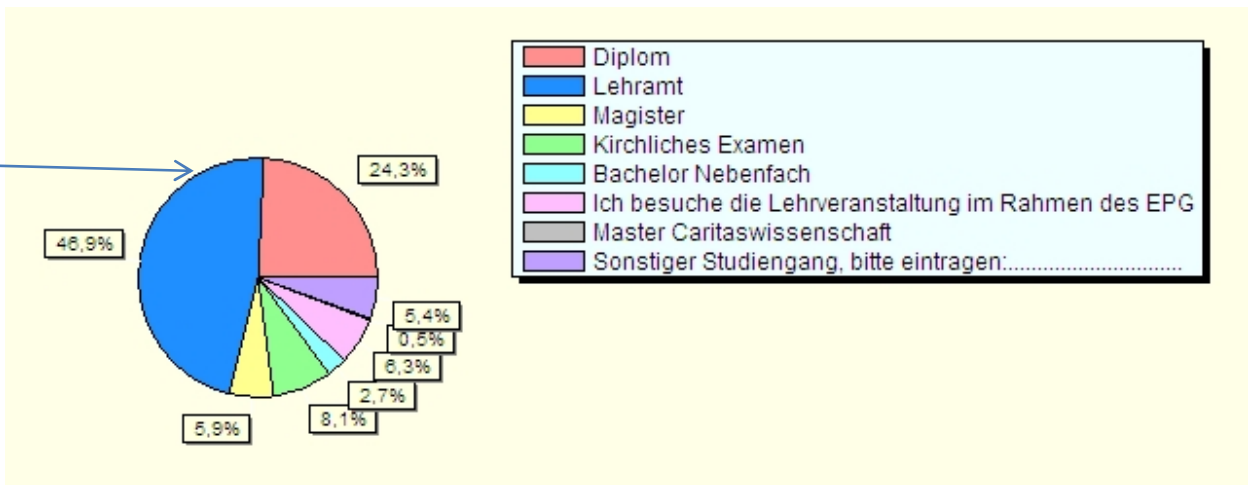 Diplom
Lehramt
Magister
Kirchliches Examen
Bachelor Nebenfach
Ich besuche die Lehrveranstaltung im Rahmen des EPG
Master Caritaswissenschaft
Sonstiger Studiengang, bitte eintragen:...............................
24,3%
46,9%
5,4%
0,5%
6,3%
2,7%
8,1%
5,9%